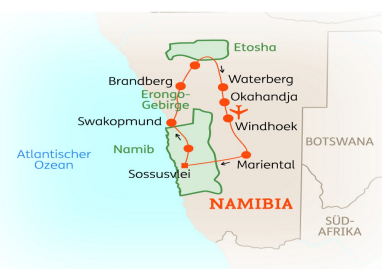 Etosha
Brandberg
Waterberg
Erongo-
Gebirge
Okahandja
Swakopmund
Windhoek
BOTSWANA
Namib
Atlantischer
Ozean
Mariental
Sossusvlei
NAMIBIA
SÜD-
AFRIKA